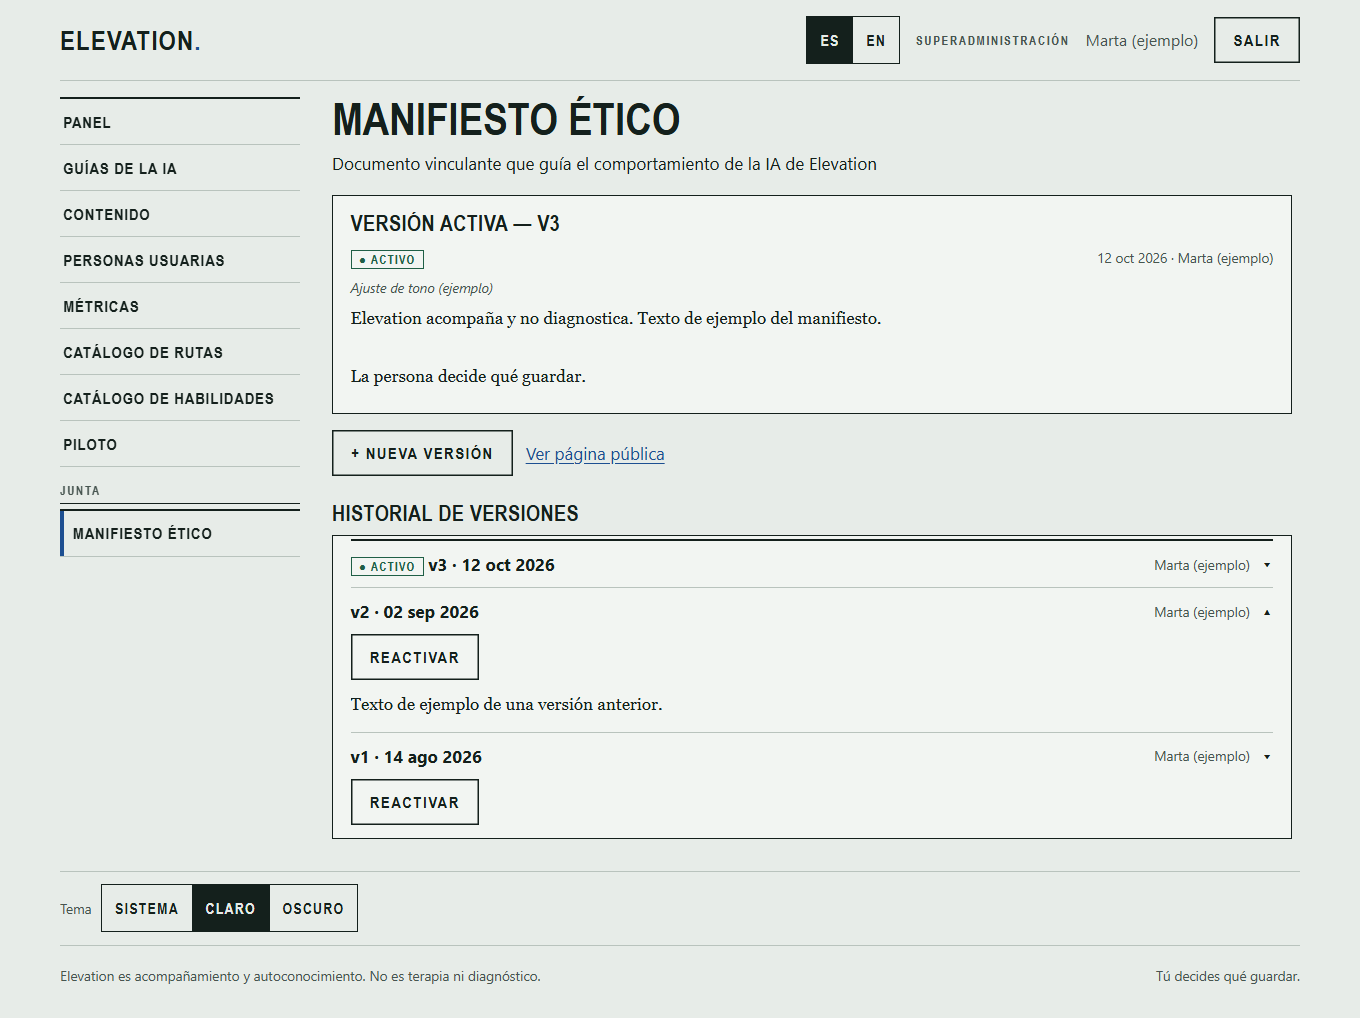 ELEVATION.
ES EN SUPERADMINISTRACIÓN Marta (ejemplo) SALIR
PANEL
GUÍAS DE LA IA
CONTENIDO
PERSONAS USUARIAS
MÉTRICAS
CATÁLOGO DE RUTAS
CATÁLOGO DE HABILIDADES
PILOTO
JUNTA
MANIFIESTO ÉTICO
MANIFIESTO ÉTICO
Documento vinculante que guía el comportamiento de la IA de Elevation
VERSIÓN ACTIVA — V3
● ACTIVO 12 oct 2026 · Marta (ejemplo)
Ajuste de tono (ejemplo)
Elevation acompaña y no diagnostica. Texto de ejemplo del manifiesto.
La persona decide qué guardar.
+ NUEVA VERSIÓN Ver página pública
HISTORIAL DE VERSIONES
● ACTIVO v3 · 12 oct 2026 Marta (ejemplo) ▾
v2 · 02 sep 2026 Marta (ejemplo) ▴
REACTIVAR
Texto de ejemplo de una versión anterior.
v1 · 14 ago 2026 Marta (ejemplo) ▾
REACTIVAR
Tema SISTEMA CLARO OSCURO
Elevation es acompañamiento y autoconocimiento. No es terapia ni diagnóstico. Tú decides qué guardar.